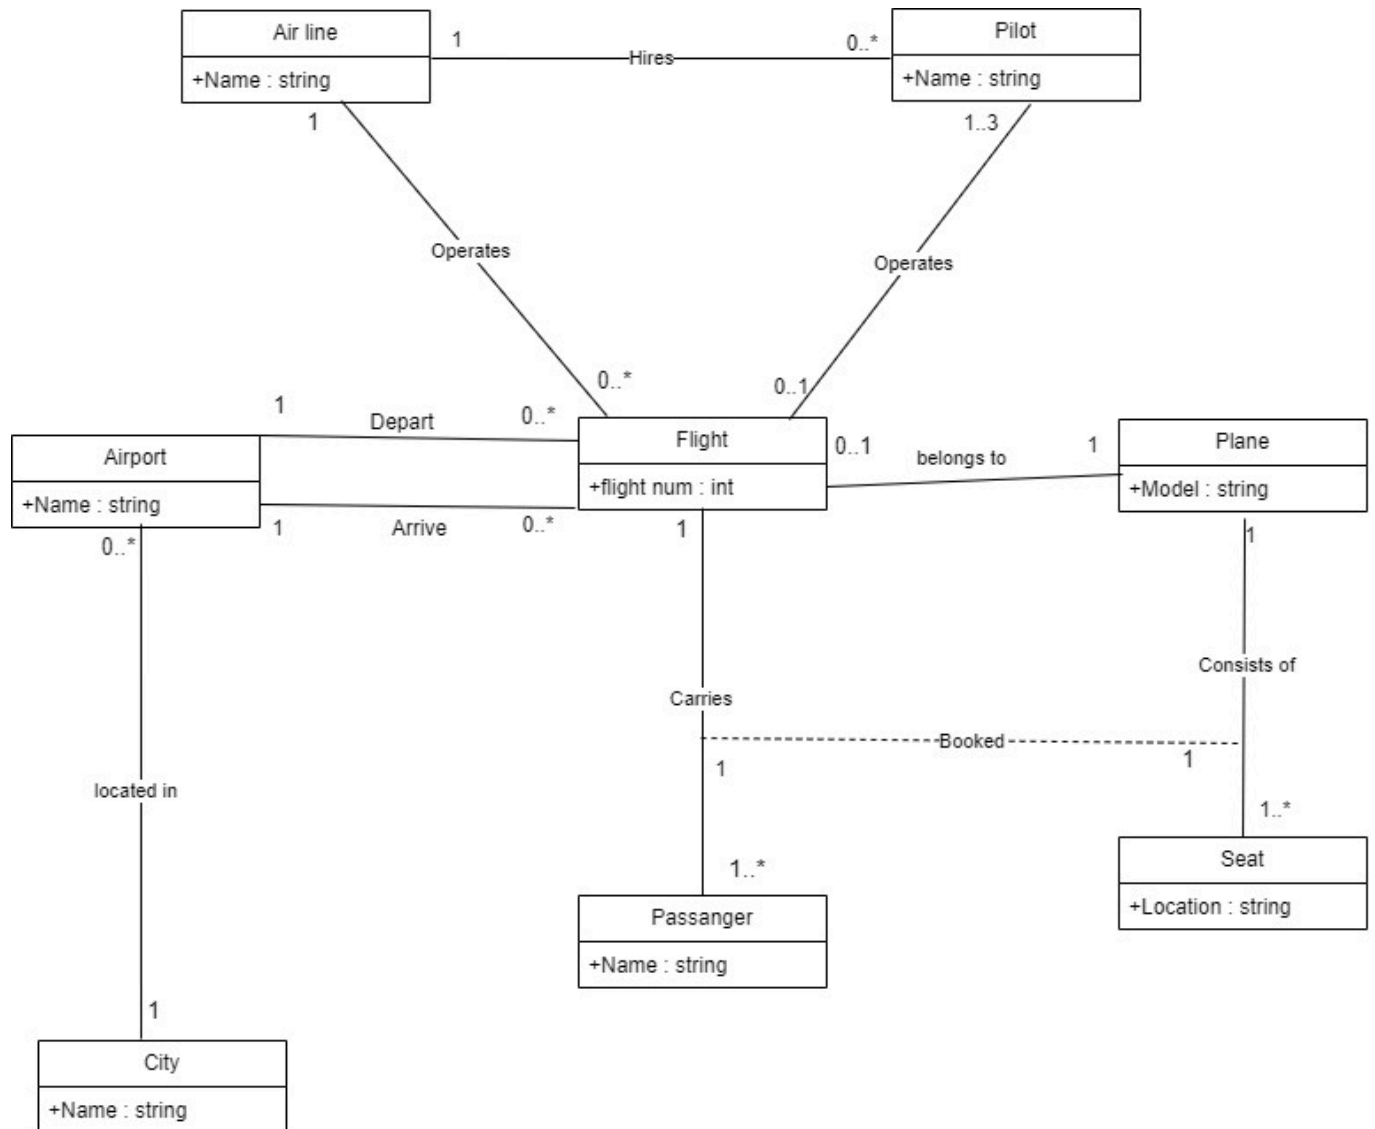 Air line
+Name : string
1
Hires
0..*
Pilot
+Name : string
1
1..3
Operates
Operates
0..*
0..1
1
Depart
0..*
Airport
+Name : string
1
Arrive
0..*
Flight
+flight num : int
0..1
belongs to
1
Plane
+Model : string
0..*
1
1
Carries
Consists of
Booked
1
1
located in
1..*
1..*
Passanger
+Name : string
Seat
+Location : string
1
City
+Name : string